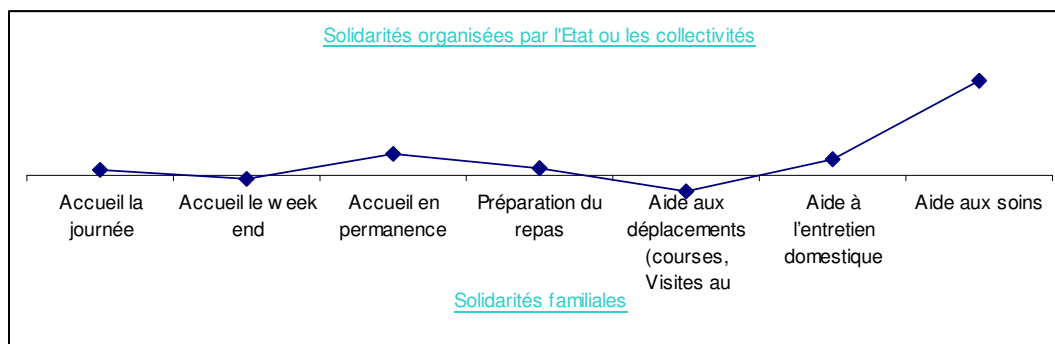 Solidarités organisées par l'Etat ou les collectivités
Accueil la
journée
Accueil le week
end
Accueil en
permanence
Préparation du
repas
Aide aux
déplacements
(courses,
Visites au
Aide à
l'entretien
domestique
Aide aux soins
Solidarités familiales